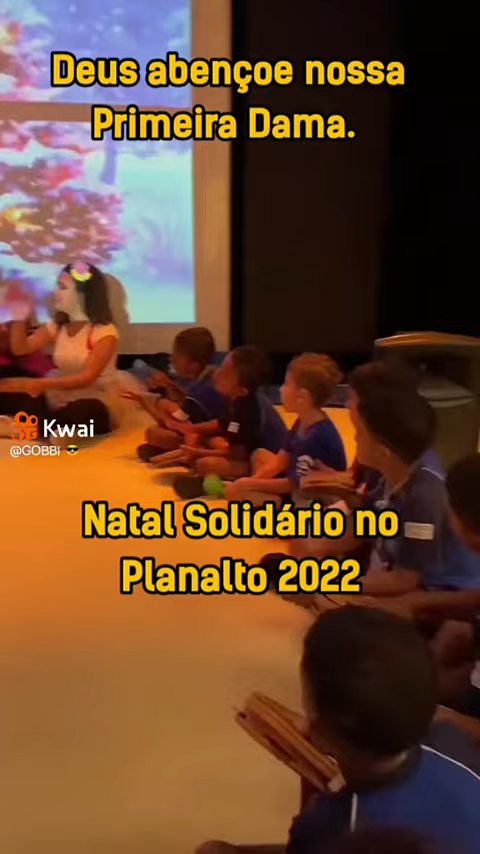 Deus abençoe nossa
Primeira Dama.
Kwai
@GOBBI 😎
Natal Solidário no
Planalto 2022